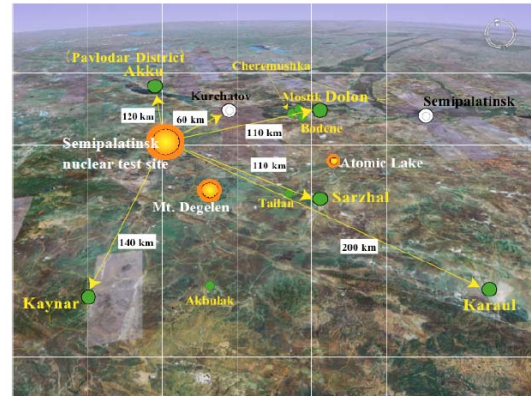 (Pavlodar District)
Akku
Cheremushka
Kurchatov
Mostik Dolon
Bodene
Semipalatinsk
120 km
60 km
110 km
Semipalatinsk
nuclear test site
110 km
Atomic Lake
Mt. Degelen
Tailan
Sarzhal
140 km
200 km
Kaynar
Akbulak
Karaul